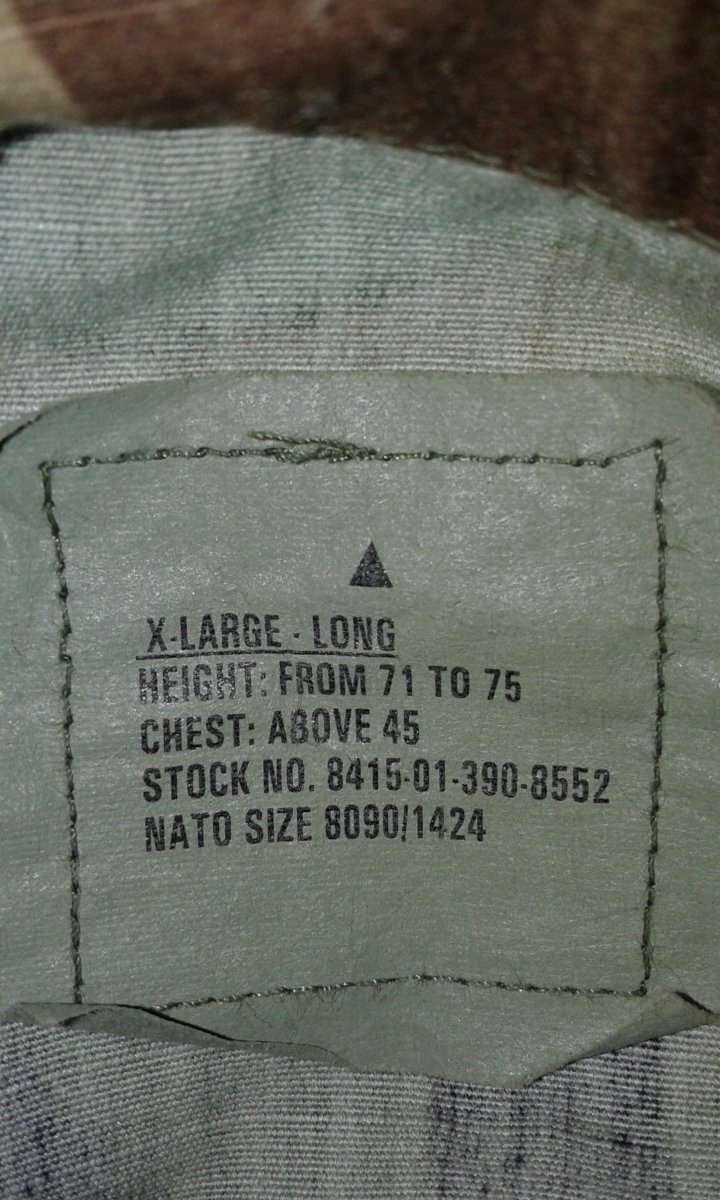 X-LARGE - LONG
HEIGHT: FROM 71 TO 75
CHEST: ABOVE 45
STOCK NO. 8415-01-390-8552
NATO SIZE 8090/1424